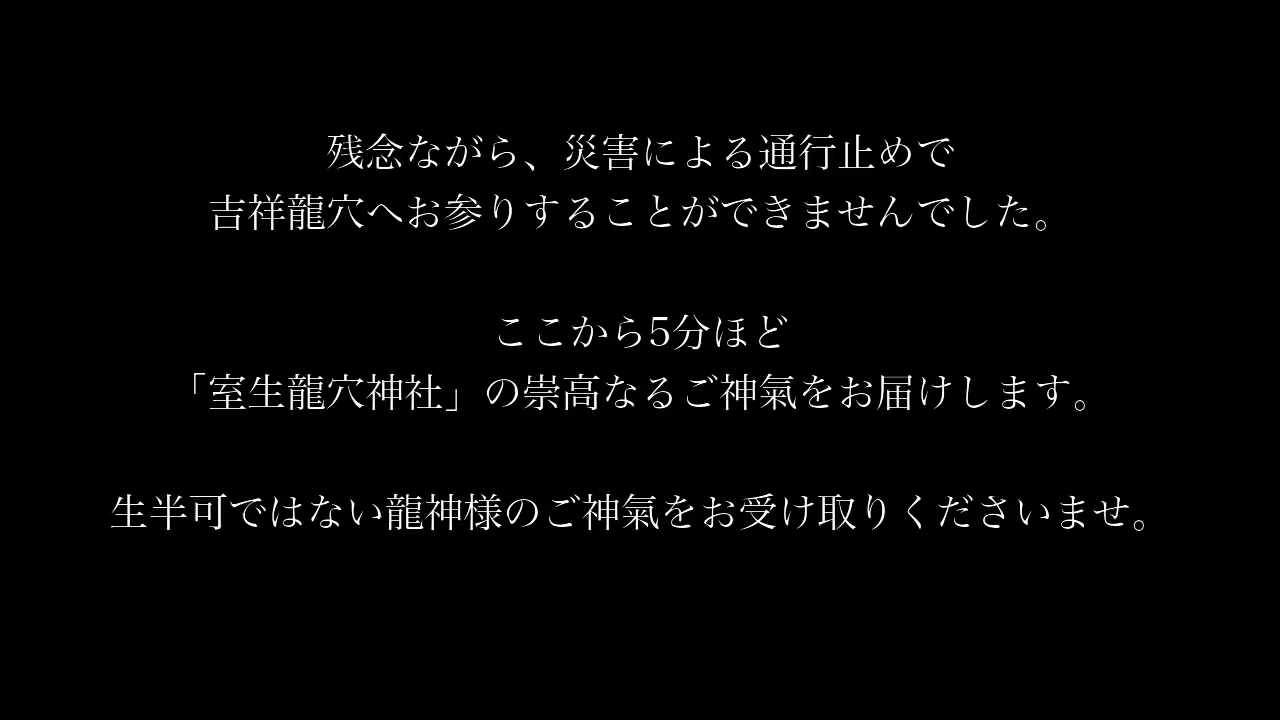 残念ながら、災害による通行止めで
吉祥龍穴へお参りすることができませんでした。
ここから5分ほど
「室生龍穴神社」の崇高なるご神氣をお届けします。
生半可ではない龍神様のご神氣をお受け取りくださいませ。